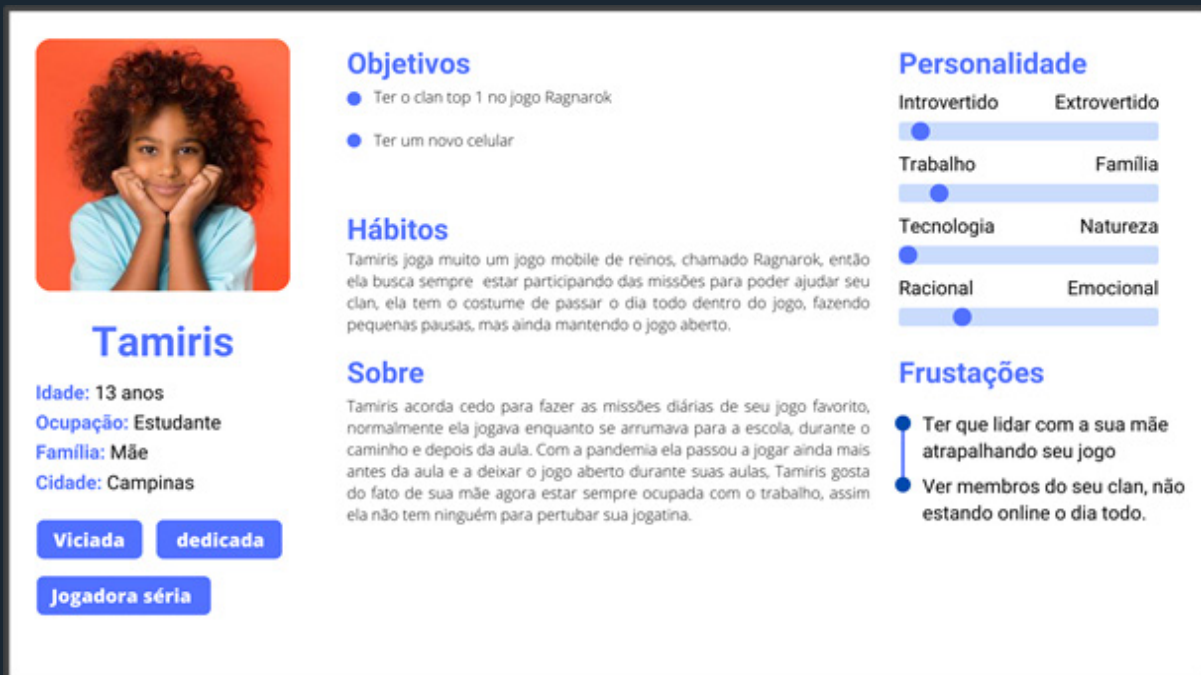 Tamiris
Idade: 13 anos
Ocupação: Estudante
Família: Mãe
Cidade: Campinas
Viciada
dedicada
Jogadora séria
Objetivos
Ter o clan top 1 no jogo Ragnarok
Ter um novo celular
Hábitos
Tamiris joga muito um jogo mobile de reinos, chamado Ragnarok, então
ela busca sempre estar participando das missões para poder ajudar seu
clan, ela tem o costume de passar o dia todo dentro do jogo, fazendo
pequenas pausas, mas ainda mantendo o jogo aberto.
Sobre
Tamiris acorda cedo para fazer as missões diárias de seu jogo favorito,
normalmente ela jogava enquanto se arrumava para a escola, durante o
caminho e depois da aula. Com a pandemia ela passou a jogar ainda mais
antes da aula e a deixar o jogo aberto durante suas aulas, Tamiris gosta
do fato de sua mãe agora estar sempre ocupada com o trabalho, assim
ela não tem ninguém para pertubar sua jogatina.
Personalidade
Introvertido Extrovertido
Trabalho Família
Tecnologia Natureza
Racional Emocional
Frustações
Ter que lidar com a sua mãe
atrapalhando seu jogo
Ver membros do seu clan, não
estando online o dia todo.